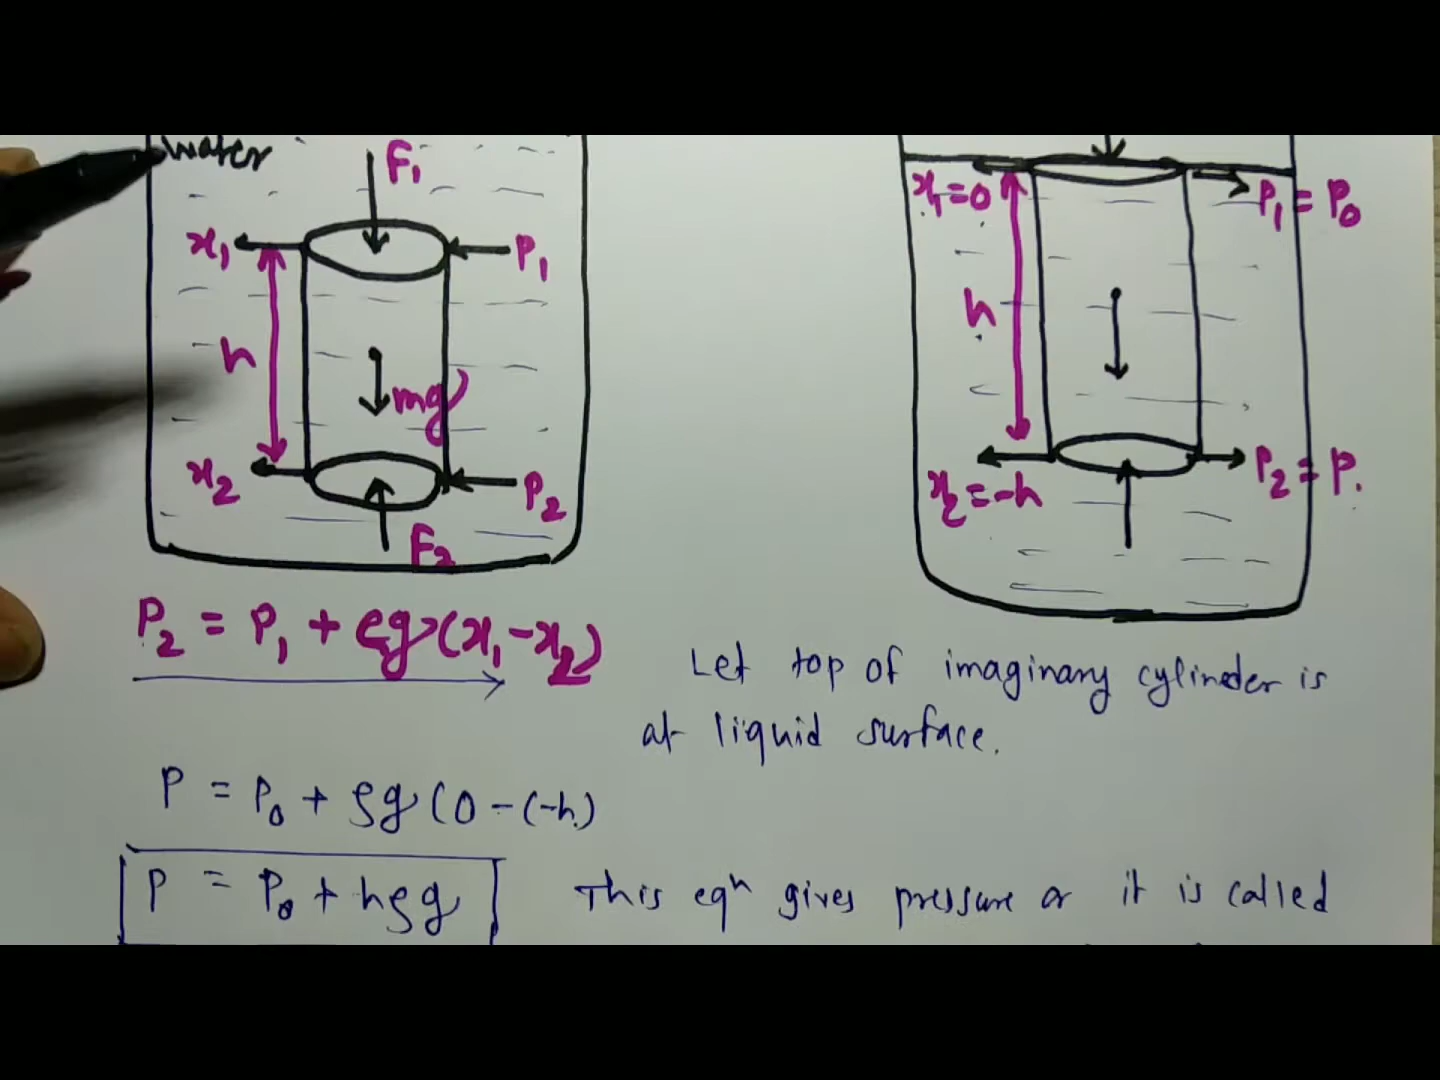 water
F₁
x₁
P₁
h
mg
x₂
P₂
F₂
x₁=0
P₁ = P₀
h
x₂=-h
P₂ = P.
P₂ = P₁ + ρg(x₁-x₂)
Let top of imaginary cylinder is
at liquid surface.
P = P₀ + ρg(0-(-h)
P = P₀ + hρg
This eqⁿ gives pressure or it is called